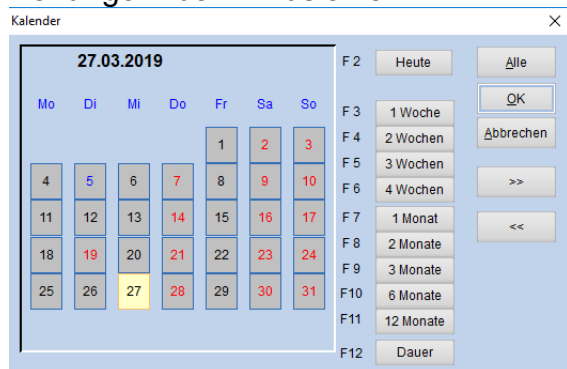 Kalender
27.03.2019
Mo Di Mi Do Fr Sa So
1 2 3
4 5 6 7 8 9 10
11 12 13 14 15 16 17
18 19 20 21 22 23 24
25 26 27 28 29 30 31
F 2 Heute
F 3 1 Woche
F 4 2 Wochen
F 5 3 Wochen
F 6 4 Wochen
F 7 1 Monat
F 8 2 Monate
F 9 3 Monate
F10 6 Monate
F11 12 Monate
F12 Dauer
Alle
OK
Abbrechen
>>
<<